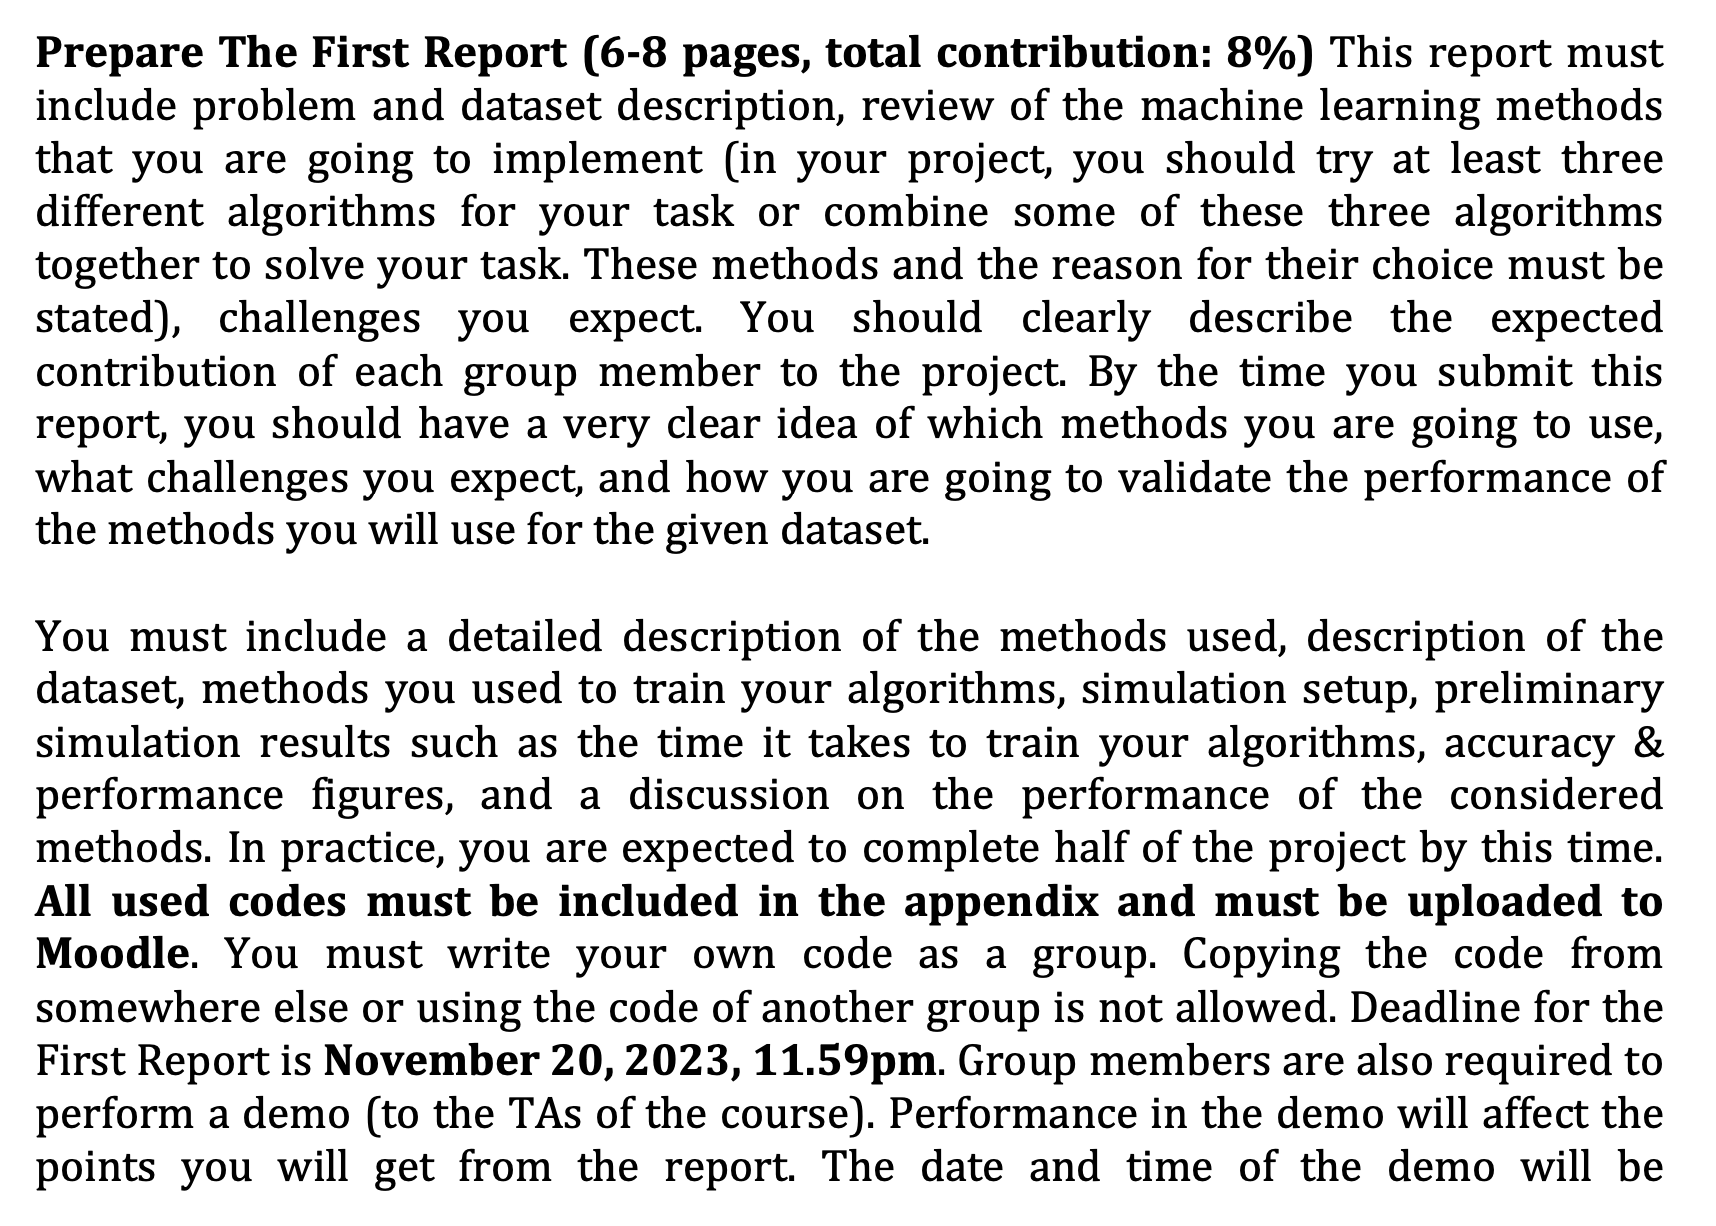 Prepare The First Report (6-8 pages, total contribution: 8%) This report must
include problem and dataset description, review of the machine learning methods
that you are going to implement (in your project, you should try at least three
different algorithms for your task or combine some of these three algorithms
together to solve your task. These methods and the reason for their choice must be
stated), challenges you expect. You should clearly describe the expected
contribution of each group member to the project. By the time you submit this
report, you should have a very clear idea of which methods you are going to use,
what challenges you expect, and how you are going to validate the performance of
the methods you will use for the given dataset.
You must include a detailed description of the methods used, description of the
dataset, methods you used to train your algorithms, simulation setup, preliminary
simulation results such as the time it takes to train your algorithms, accuracy &
performance figures, and a discussion on the performance of the considered
methods. In practice, you are expected to complete half of the project by this time.
All used codes must be included in the appendix and must be uploaded to
Moodle. You must write your own code as a group. Copying the code from
somewhere else or using the code of another group is not allowed. Deadline for the
First Report is November 20, 2023, 11.59pm. Group members are also required to
perform a demo (to the TAs of the course). Performance in the demo will affect the
points you will get from the report. The date and time of the demo will be